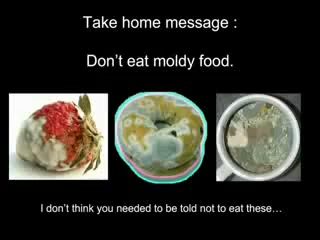 Take home message :
Don't eat moldy food.
I don't think you needed to be told not to eat these…